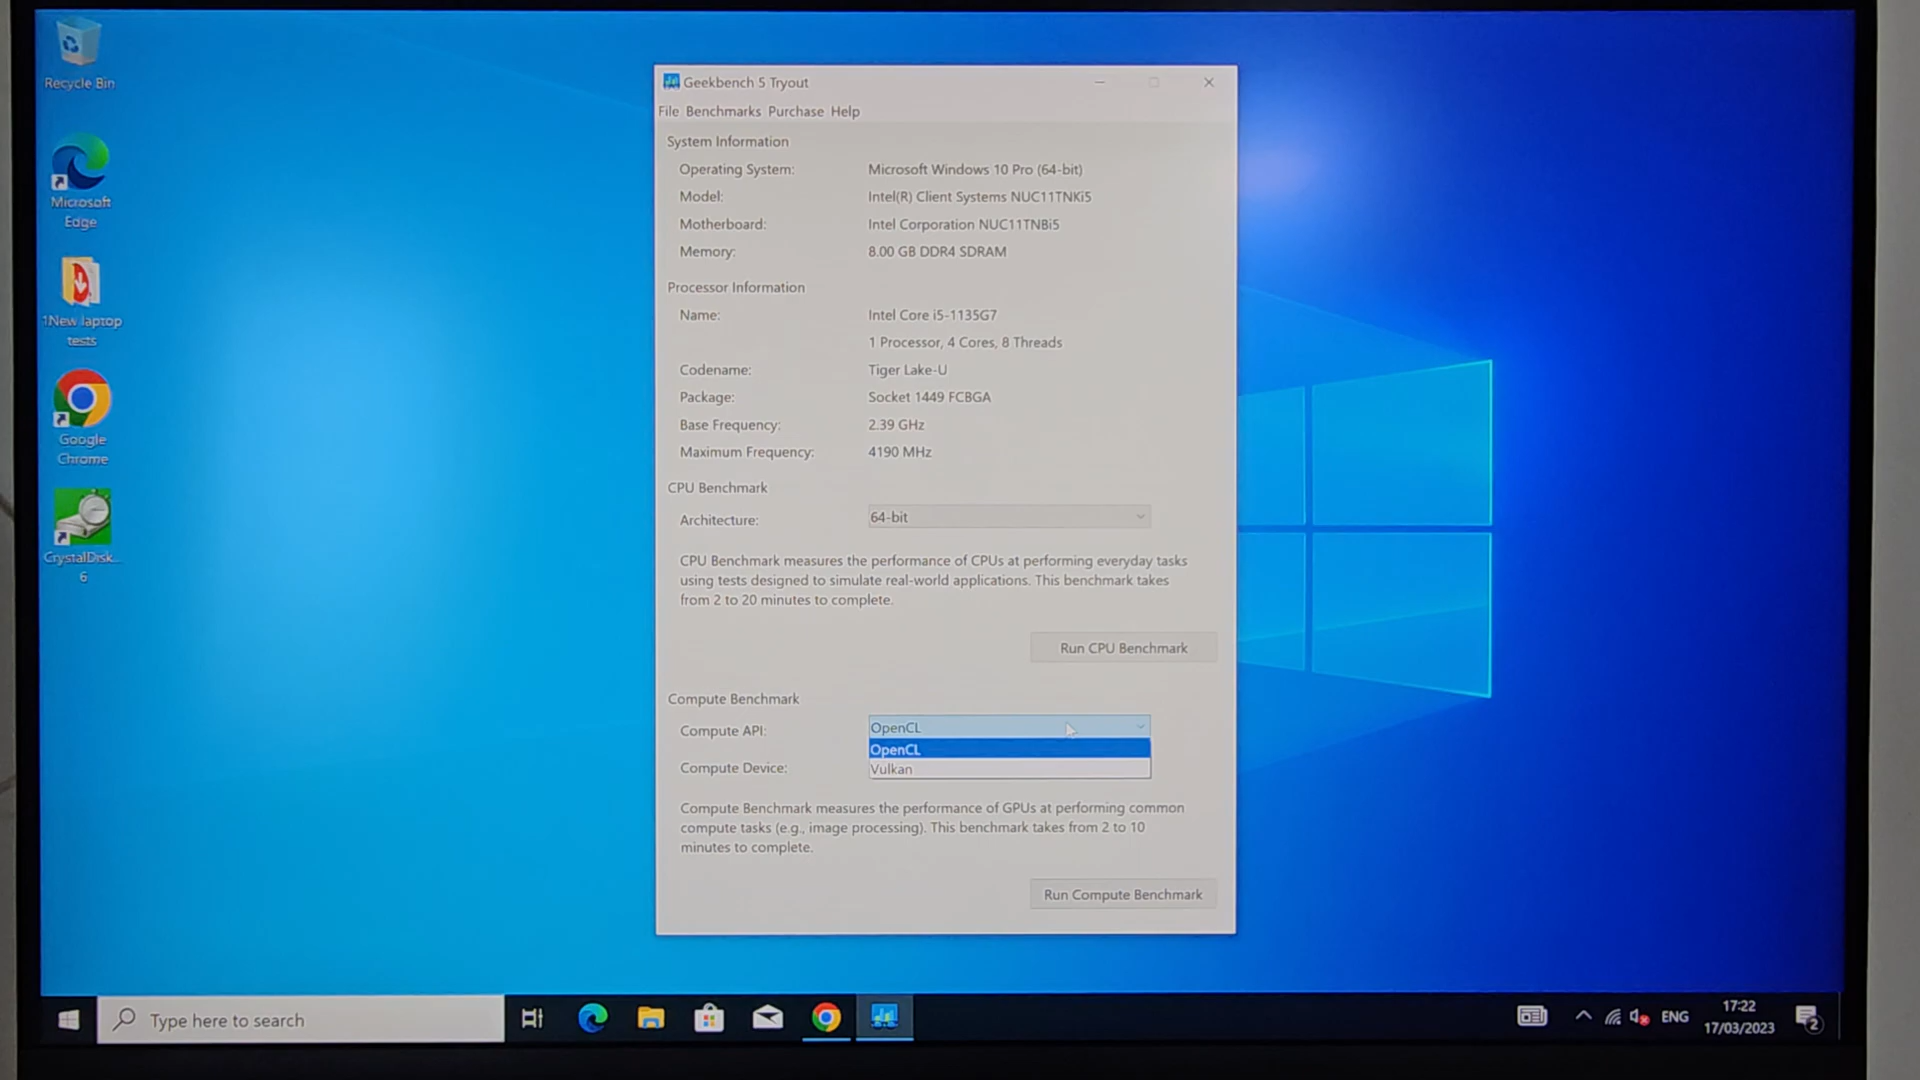 Recycle Bin
Microsoft
Edge
1New laptop
tests
Google
Chrome
CrystalDisk...
6
Geekbench 5 Tryout
File Benchmarks Purchase Help
System Information
Operating System: Microsoft Windows 10 Pro (64-bit)
Model: Intel(R) Client Systems NUC11TNKi5
Motherboard: Intel Corporation NUC11TNBi5
Memory: 8.00 GB DDR4 SDRAM
Processor Information
Name: Intel Core i5-1135G7
1 Processor, 4 Cores, 8 Threads
Codename: Tiger Lake-U
Package: Socket 1449 FCBGA
Base Frequency: 2.39 GHz
Maximum Frequency: 4190 MHz
CPU Benchmark
Architecture: 64-bit
CPU Benchmark measures the performance of CPUs at performing everyday tasks
using tests designed to simulate real-world applications. This benchmark takes
from 2 to 20 minutes to complete.
Run CPU Benchmark
Compute Benchmark
Compute API: OpenCL
OpenCL
Compute Device: Vulkan
Compute Benchmark measures the performance of GPUs at performing common
compute tasks (e.g., image processing). This benchmark takes from 2 to 10
minutes to complete.
Run Compute Benchmark
Type here to search
ENG
17:22
17/03/2023
2